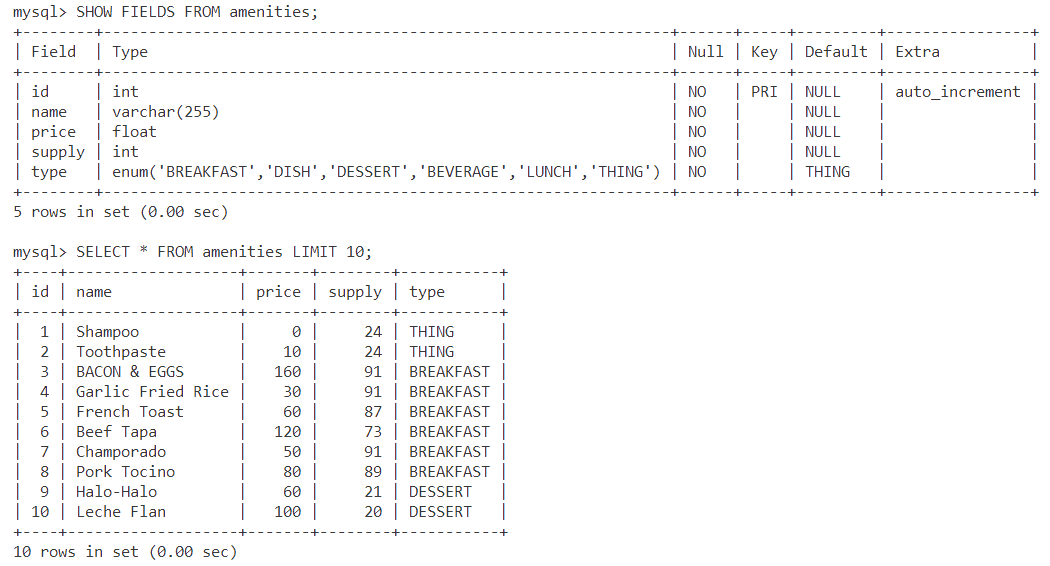 mysql> SHOW FIELDS FROM amenities;
+--------+---------------------------------------------------------------+------+-----+---------+----------------+
| Field  | Type                                                          | Null | Key | Default | Extra          |
+--------+---------------------------------------------------------------+------+-----+---------+----------------+
| id     | int                                                           | NO   | PRI | NULL    | auto_increment |
| name   | varchar(255)                                                  | NO   |     | NULL    |                |
| price  | float                                                         | NO   |     | NULL    |                |
| supply | int                                                           | NO   |     | NULL    |                |
| type   | enum('BREAKFAST','DISH','DESSERT','BEVERAGE','LUNCH','THING') | NO   |     | THING   |                |
+--------+---------------------------------------------------------------+------+-----+---------+----------------+
5 rows in set (0.00 sec)

mysql> SELECT * FROM amenities LIMIT 10;
+----+-------------------+-------+--------+-----------+
| id | name              | price | supply | type      |
+----+-------------------+-------+--------+-----------+
|  1 | Shampoo           |     0 |     24 | THING     |
|  2 | Toothpaste        |    10 |     24 | THING     |
|  3 | BACON & EGGS      |   160 |     91 | BREAKFAST |
|  4 | Garlic Fried Rice |    30 |     91 | BREAKFAST |
|  5 | French Toast      |    60 |     87 | BREAKFAST |
|  6 | Beef Tapa         |   120 |     73 | BREAKFAST |
|  7 | Champorado        |    50 |     91 | BREAKFAST |
|  8 | Pork Tocino       |    80 |     89 | BREAKFAST |
|  9 | Halo-Halo         |    60 |     21 | DESSERT   |
| 10 | Leche Flan        |   100 |     20 | DESSERT   |
+----+-------------------+-------+--------+-----------+
10 rows in set (0.00 sec)